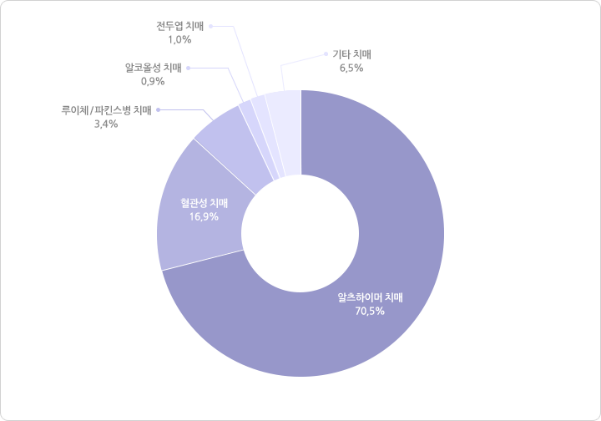 전두엽 치매
1,0%
기타 치매
6,5%
알코올성 치매
0,9%
루이체/파킨스병 치매
3,4%
혈관성 치매
16,9%
알츠하이머 치매
70,5%